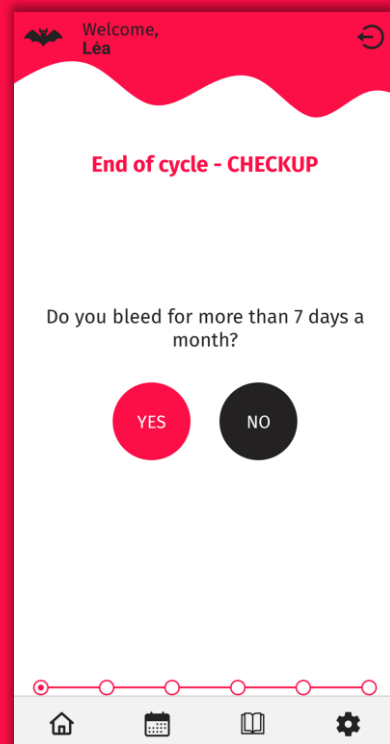 Welcome,
Léa
End of cycle - CHECKUP
Do you bleed for more than 7 days a
month?
YES
NO